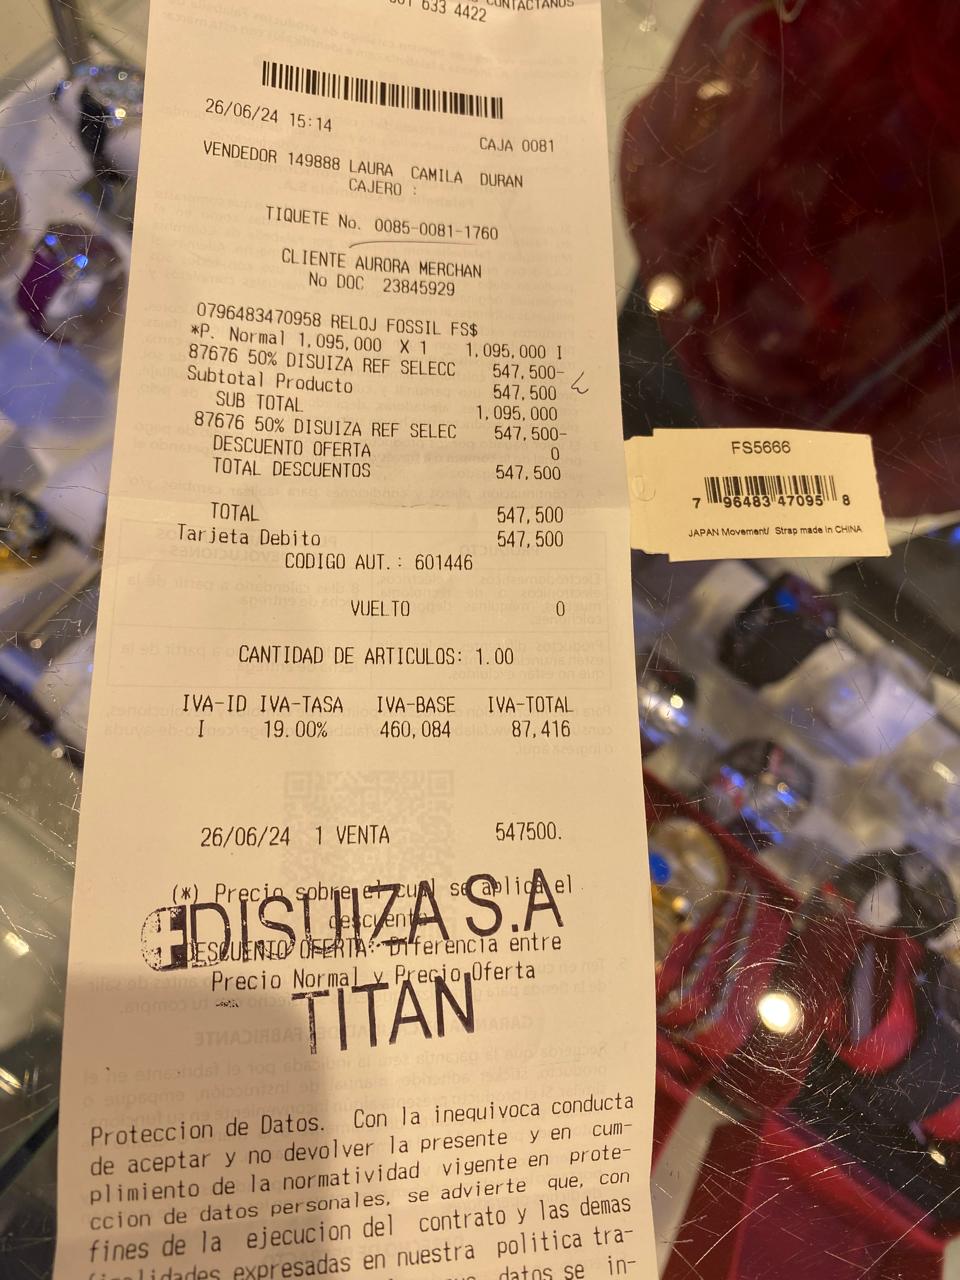 633 4422
26/06/24 15:14
CAJA 0081
VENDEDOR 149888 LAURA CAMILA DURAN
CAJERO :
TIQUETE No. 0085-0081-1760
CLIENTE AURORA MERCHAN
No DOC 23845929
0796483470958 RELOJ FOSSIL FS$
*P. Normal 1,095,000 X 1 1,095,000 I
87676 50% DISUIZA REF SELECC 547,500-
Subtotal Producto 547,500
SUB TOTAL 1,095,000
87676 50% DISUIZA REF SELEC 547,500-
DESCUENTO OFERTA 0
TOTAL DESCUENTOS 547,500
TOTAL 547,500
Tarjeta Debito 547,500
CODIGO AUT.: 601446
VUELTO 0
CANTIDAD DE ARTICULOS: 1.00
IVA-ID IVA-TASA IVA-BASE IVA-TOTAL
I 19.00% 460,084 87,416
26/06/24 1 VENTA 547500.
(*) Precio sobre el cual se aplica el
descuento
DISUIZA S.A
DESCUENTO OFERTA: Diferencia entre
Precio Normal y Precio Oferta
TITAN
Proteccion de Datos. Con la inequivoca conducta
de aceptar y no devolver la presente y en cum-
plimiento de la normatividad vigente en prote-
ccion de datos personales, se advierte que, con
fines de la ejecucion del contrato y las demas
expresadas en nuestra politica tra-
datos se in-
FS5666
7 96483 47095 8
JAPAN Movement/ Strap made in CHINA